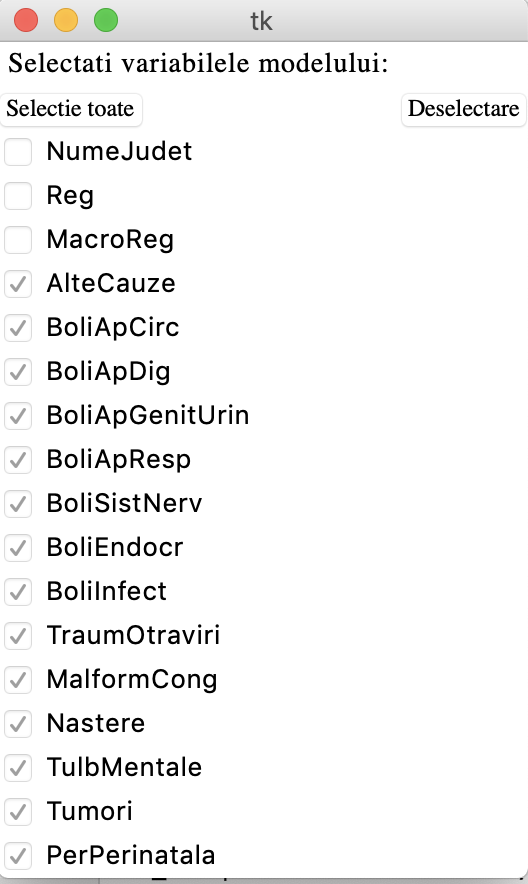 tk
Selectati variabilele modelului:
Selectie toate Deselectare
NumeJudet
Reg
MacroReg
AlteCauze
BoliApCirc
BoliApDig
BoliApGenitUrin
BoliApResp
BoliSistNerv
BoliEndocr
BoliInfect
TraumOtraviri
MalformCong
Nastere
TulbMentale
Tumori
PerPerinatala